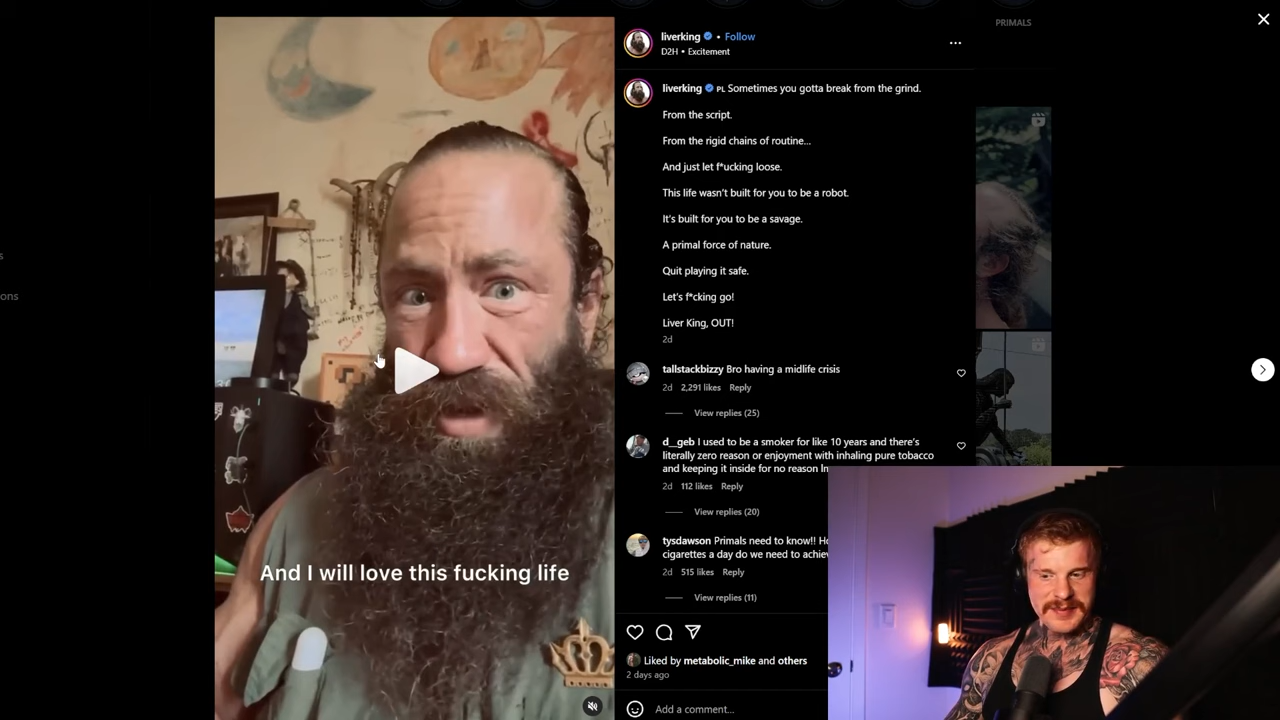 PRIMALS
liverking • Follow
D2H • Excitement
liverking PL Sometimes you gotta break from the grind.
From the script.
From the rigid chains of routine...
And just let f*ucking loose.
This life wasn't built for you to be a robot.
It's built for you to be a savage.
A primal force of nature.
Quit playing it safe.
Let's f*cking go!
Liver King, OUT!
2d
tallstackbizzy Bro having a midlife crisis
2d 2,291 likes Reply
View replies (25)
d__geb I used to be a smoker for like 10 years and there's
literally zero reason or enjoyment with inhaling pure tobacco
and keeping it inside for no reason
2d 112 likes Reply
View replies (20)
tysdawson Primals need to know!!
cigarettes a day do we need to
2d 515 likes Reply
View replies (11)
And I will love this fucking life
Liked by metabolic_mike and others
2 days ago
Add a comment...
s
ons